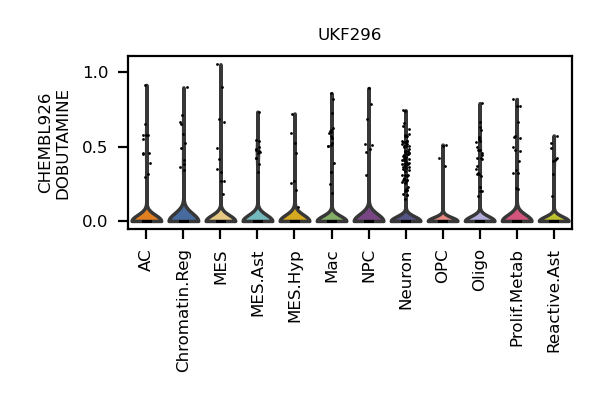 UKF296
CHEMBL926
DOBUTAMINE
1.0
0.5
0.0
AC
Chromatin.Reg
MES
MES.Ast
MES.Hyp
Mac
NPC
Neuron
OPC
Oligo
Prolif.Metab
Reactive.Ast